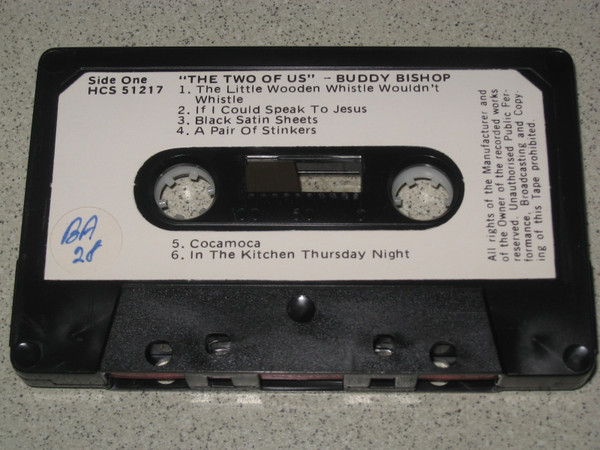 Side One "THE TWO OF US" - BUDDY BISHOP
HCS 51217 1. The Little Wooden Whistle Wouldn't
Whistle
2. If I Could Speak To Jesus
3. Black Satin Sheets
4. A Pair Of Stinkers
5. Cocamoca
6. In The Kitchen Thursday Night
BA
28
All rights of the Manufacturer and
of the Owner of the recorded works
reserved. Unauthorised Public Per-
formance, Broadcasting and Copy
ing of this Tape prohibited.